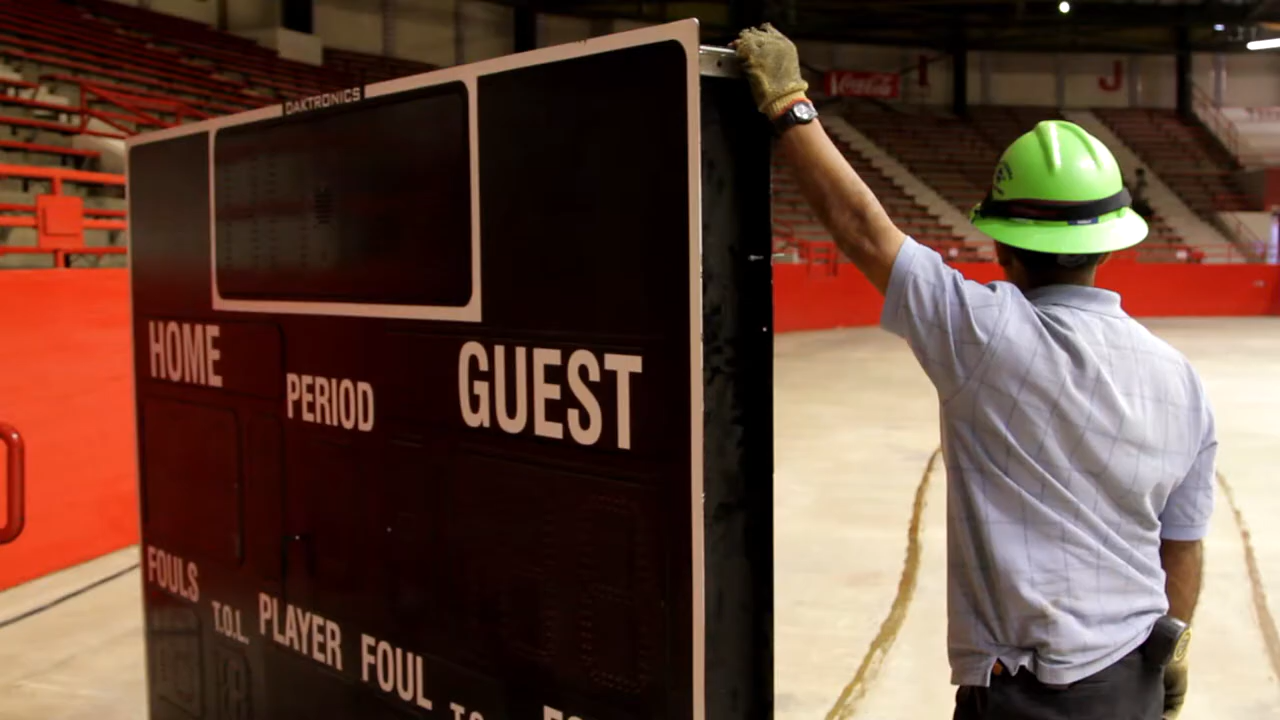 DAKTRONICS
Coca-Cola
I
J
HOME
PERIOD
GUEST
FOULS
T.O.L.
PLAYER FOUL